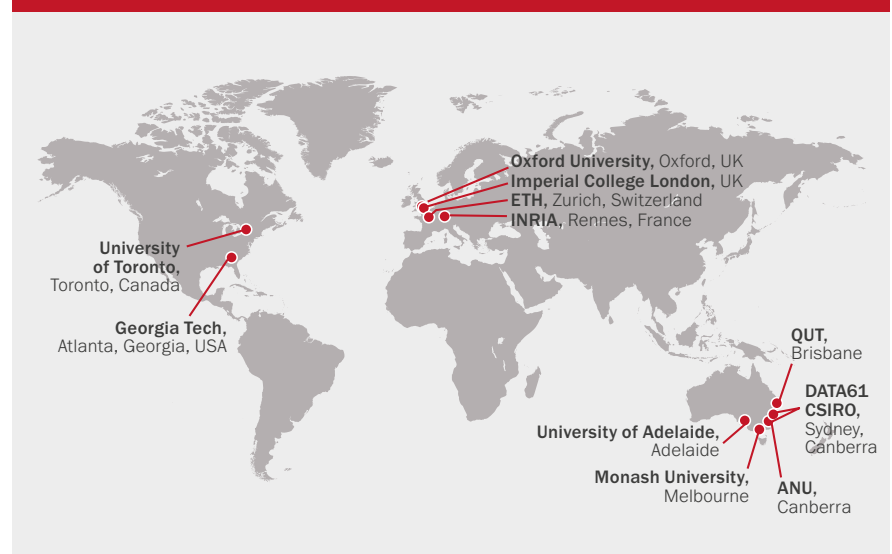 Oxford University, Oxford, UK
Imperial College London, UK
ETH, Zurich, Switzerland
INRIA, Rennes, France
University
of Toronto,
Toronto, Canada
Georgia Tech,
Atlanta, Georgia, USA
QUT,
Brisbane
DATA61
CSIRO,
Sydney,
Canberra
University of Adelaide,
Adelaide
Monash University,
Melbourne
ANU,
Canberra